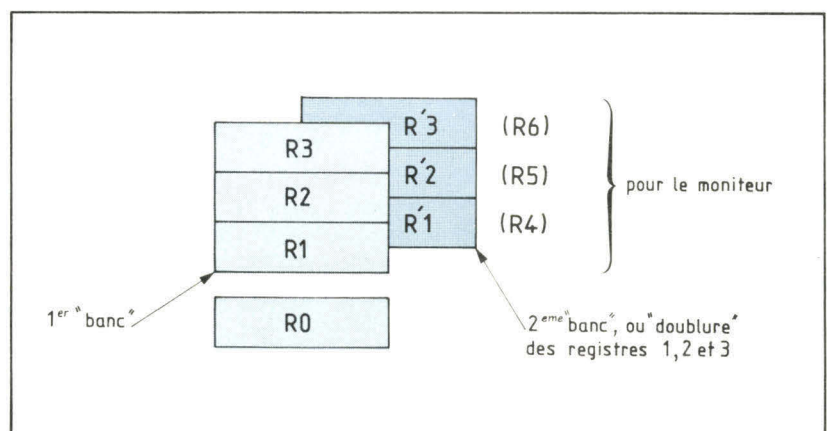 R'3 (R6)
R3
R'2 (R5)
pour le moniteur
R2
R'1 (R4)
R1
1er "banc"
R0
2eme "banc", ou "doublure"
des registres 1,2 et 3